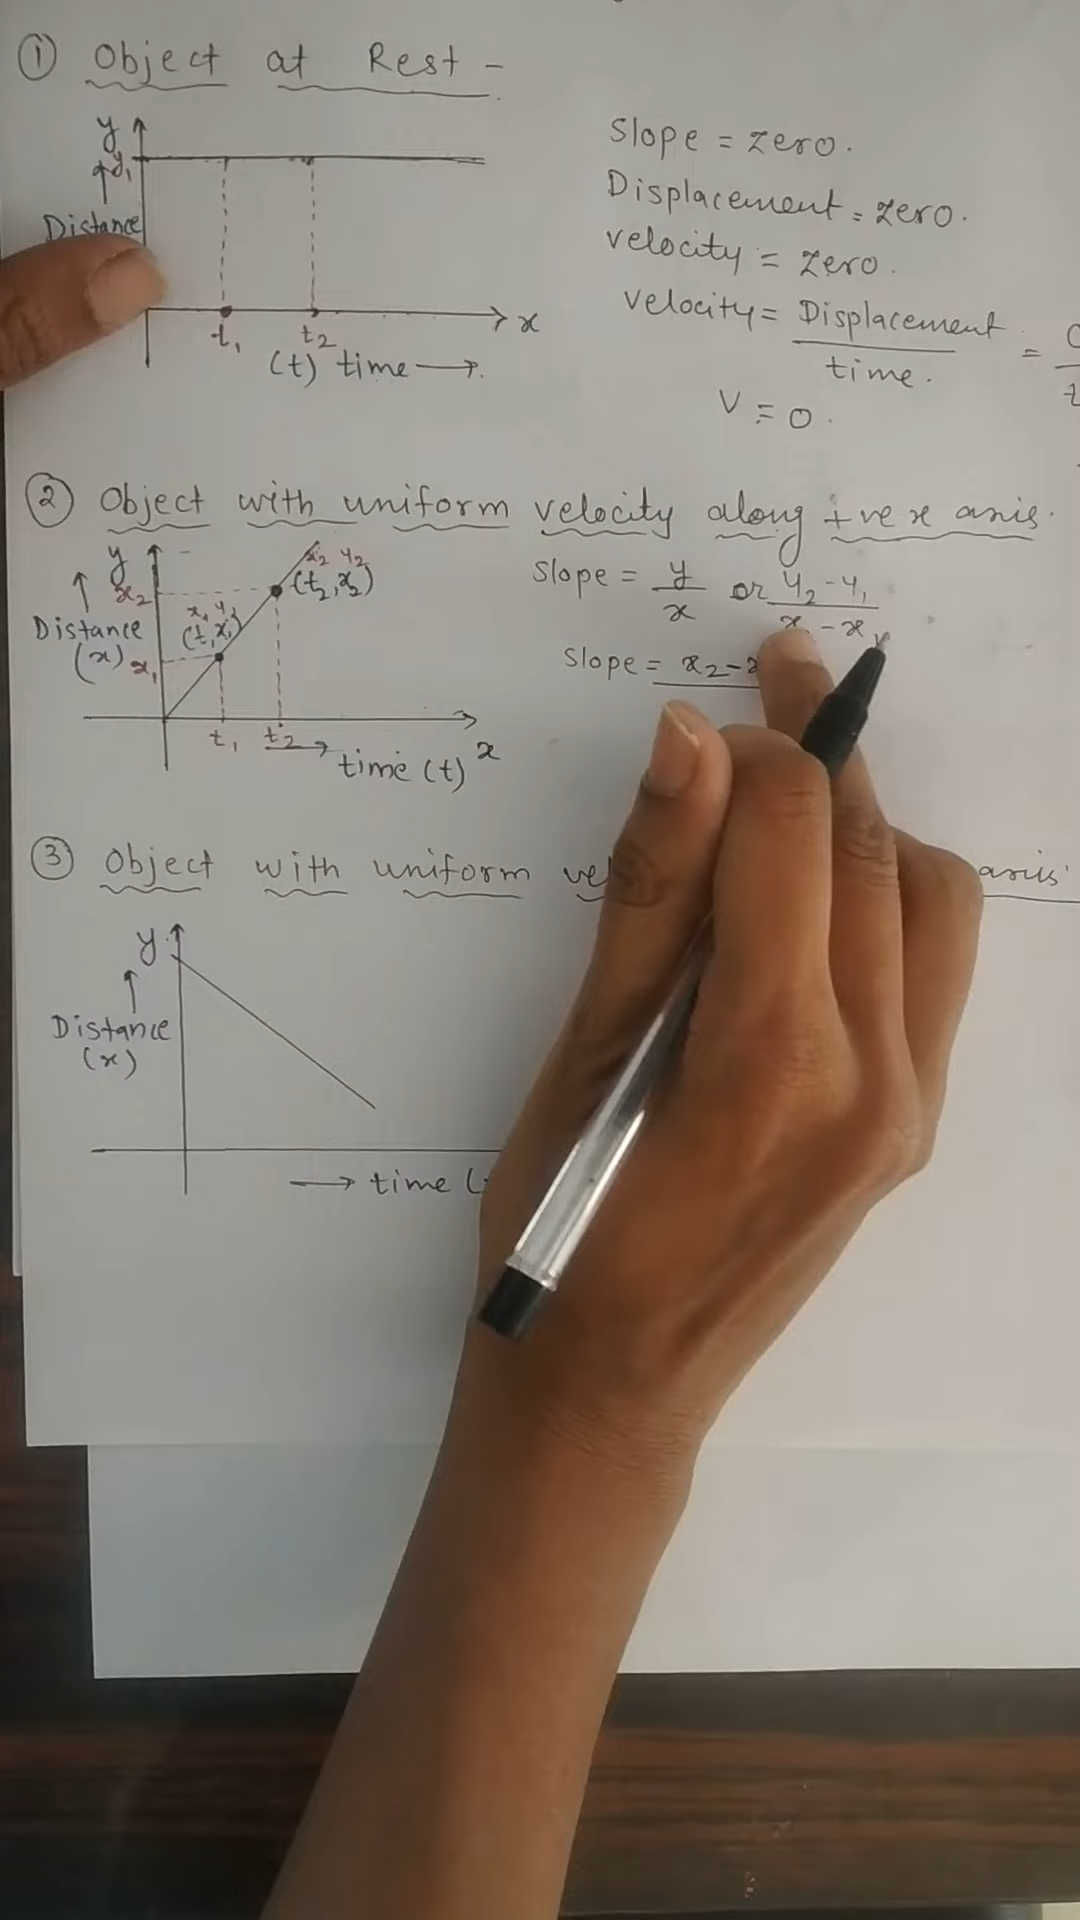 ① Object at Rest -
y
y₁
Distance
t₁ t₂ x
(t) time →
Slope = zero.
Displacement = zero.
velocity = zero.
velocity = Displacement / time. =
V = 0.
② Object with uniform velocity along +ve x axis.
y
x₂
Distance
(x) x₁
x₂ y₂
(t₂, x₂)
x₁ y₁
(t₁, x₁)
t₁ t₂ → time (t) x
Slope = y/x or y₂ - y₁ / x - x₁
Slope = x₂ -
③ Object with uniform axis
y
Distance
(x)
→ time